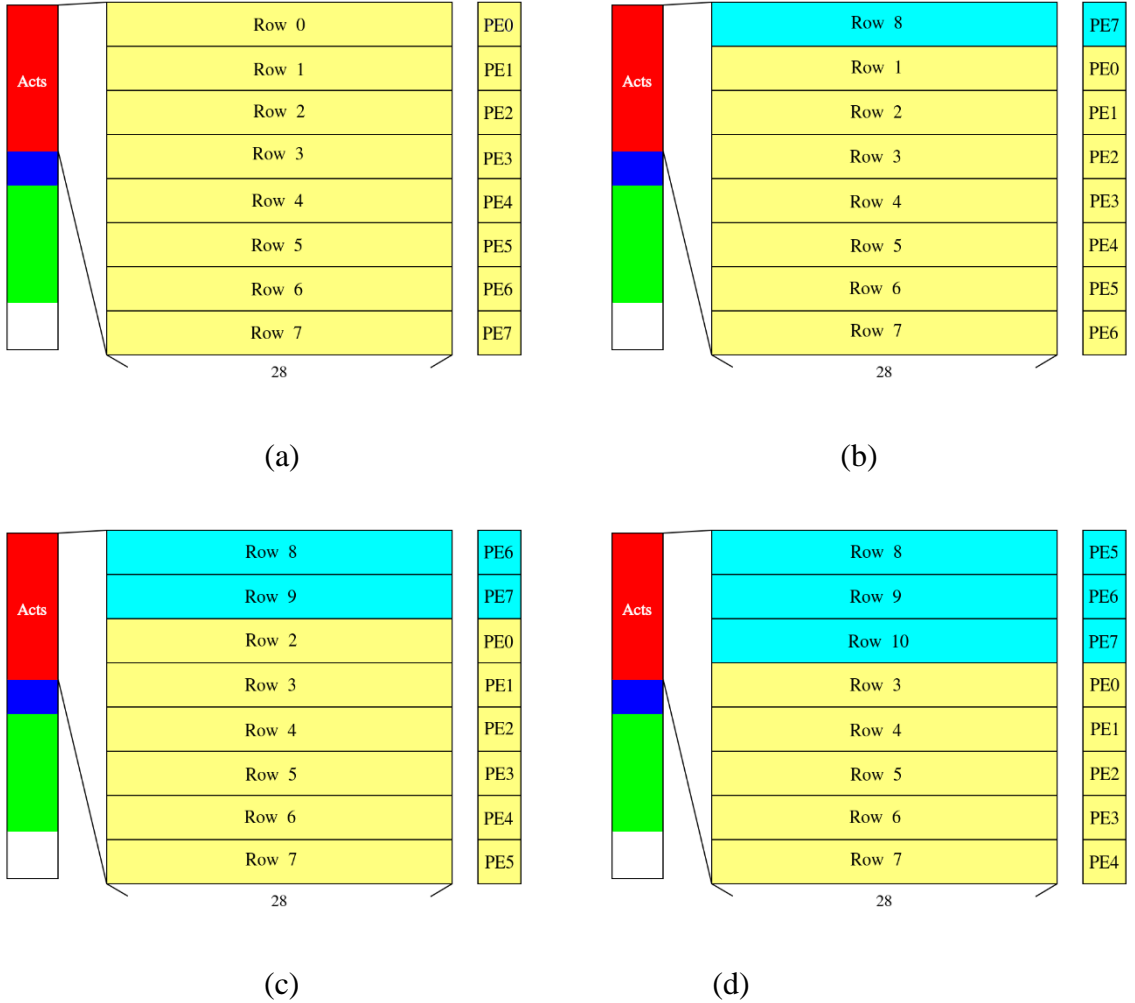 Acts
Row 0 PE0
Row 1 PE1
Row 2 PE2
Row 3 PE3
Row 4 PE4
Row 5 PE5
Row 6 PE6
Row 7 PE7
28
(a)
Acts
Row 8 PE7
Row 1 PE0
Row 2 PE1
Row 3 PE2
Row 4 PE3
Row 5 PE4
Row 6 PE5
Row 7 PE6
28
(b)
Acts
Row 8 PE6
Row 9 PE7
Row 2 PE0
Row 3 PE1
Row 4 PE2
Row 5 PE3
Row 6 PE4
Row 7 PE5
28
(c)
Acts
Row 8 PE5
Row 9 PE6
Row 10 PE7
Row 3 PE0
Row 4 PE1
Row 5 PE2
Row 6 PE3
Row 7 PE4
28
(d)